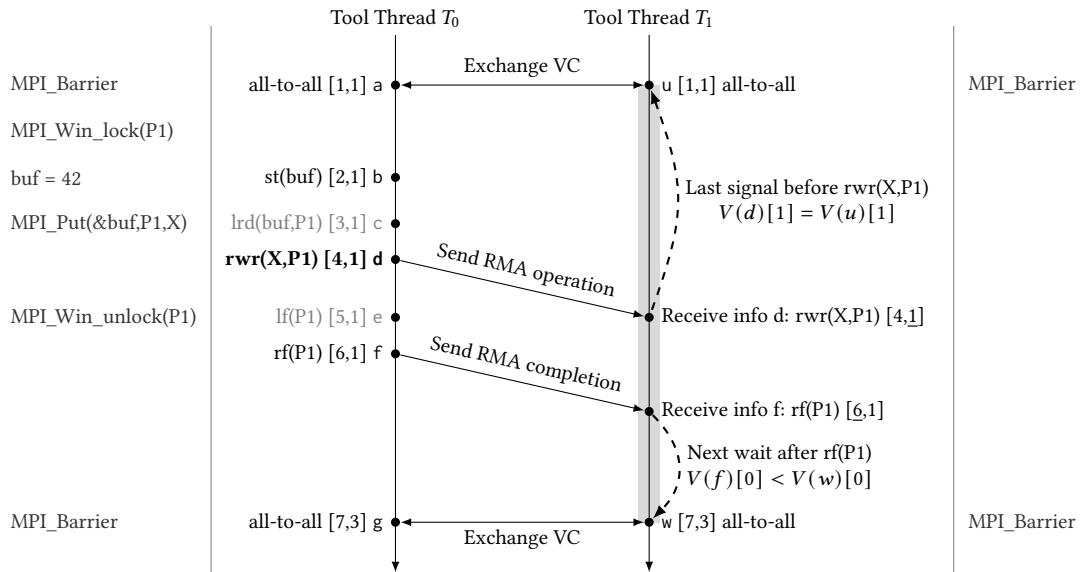 Tool Thread T0 Tool Thread T1
MPI_Barrier all-to-all [1,1] a Exchange VC u [1,1] all-to-all MPI_Barrier
MPI_Win_lock(P1)
buf = 42 st(buf) [2,1] b
Last signal before rwr(X,P1)
V(d)[1] = V(u)[1]
MPI_Put(&buf,P1,X) lrd(buf,P1) [3,1] c
rwr(X,P1) [4,1] d Send RMA operation
MPI_Win_unlock(P1) lf(P1) [5,1] e Receive info d: rwr(X,P1) [4,1]
rf(P1) [6,1] f Send RMA completion
Receive info f: rf(P1) [6,1]
Next wait after rf(P1)
V(f)[0] < V(w)[0]
MPI_Barrier all-to-all [7,3] g Exchange VC w [7,3] all-to-all MPI_Barrier